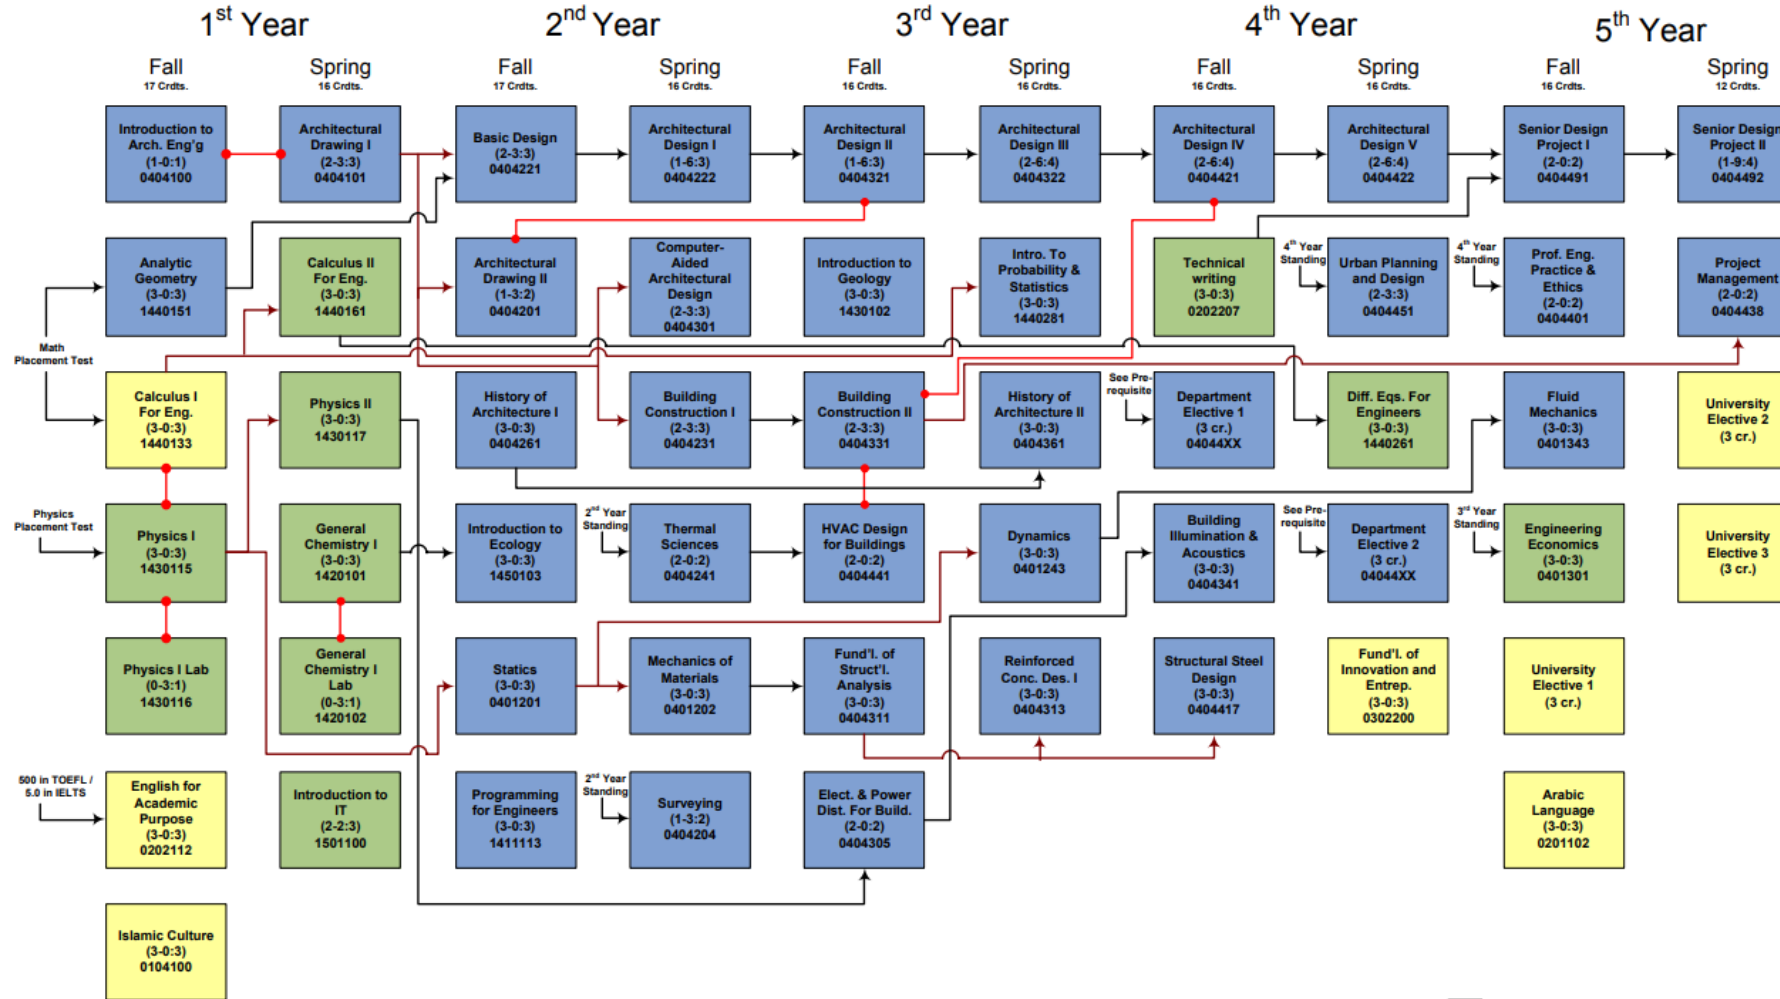 1st Year
2nd Year
3rd Year
4th Year
5th Year
Fall
17 Crdts.
Spring
16 Crdts.
Fall
17 Crdts.
Spring
16 Crdts.
Fall
16 Crdts.
Spring
16 Crdts.
Fall
16 Crdts.
Spring
16 Crdts.
Fall
16 Crdts.
Spring
12 Crdts.
Introduction to
Arch. Eng'g
(1-0:1)
0404100
Architectural
Drawing I
(2-3:3)
0404101
Basic Design
(2-3:3)
0404221
Architectural
Design I
(1-6:3)
0404222
Architectural
Design II
(1-6:3)
0404321
Architectural
Design III
(2-6:4)
0404322
Architectural
Design IV
(2-6:4)
0404421
Architectural
Design V
(2-6:4)
0404422
Senior Design
Project I
(2-0:2)
0404491
Senior Design
Project II
(1-9:4)
0404492
Analytic
Geometry
(3-0:3)
1440151
Calculus II
For Eng.
(3-0:3)
1440161
Architectural
Drawing II
(1-3:2)
0404201
Computer-
Aided
Architectural
Design
(2-3:3)
0404301
Introduction to
Geology
(3-0:3)
1430102
Intro. To
Probability &
Statistics
(3-0:3)
1440281
Technical
writing
(3-0:3)
0202207
4th Year
Standing
Urban Planning
and Design
(2-3:3)
0404451
4th Year
Standing
Prof. Eng.
Practice &
Ethics
(2-0:2)
0404401
Project
Management
(2-0:2)
0404438
Math
Placement Test
Calculus I
For Eng.
(3-0:3)
1440133
Physics II
(3-0:3)
1430117
History of
Architecture I
(3-0:3)
0404261
Building
Construction I
(2-3:3)
0404231
Building
Construction II
(2-3:3)
0404331
History of
Architecture II
(3-0:3)
0404361
See Pre-
requisite
Department
Elective 1
(3 cr.)
04044XX
Diff. Eqs. For
Engineers
(3-0:3)
1440261
Fluid
Mechanics
(3-0:3)
0401343
University
Elective 2
(3 cr.)
Physics
Placement Test
Physics I
(3-0:3)
1430115
General
Chemistry I
(3-0:3)
1420101
Introduction to
Ecology
(3-0:3)
1450103
2nd Year
Standing
Thermal
Sciences
(2-0:2)
0404241
HVAC Design
for Buildings
(2-0:2)
0404441
Dynamics
(3-0:3)
0401243
Building
Illumination &
Acoustics
(3-0:3)
0404341
See Pre-
requisite
Department
Elective 2
(3 cr.)
04044XX
3rd Year
Standing
Engineering
Economics
(3-0:3)
0401301
University
Elective 3
(3 cr.)
Physics I Lab
(0-3:1)
1430116
General
Chemistry I
Lab
(0-3:1)
1420102
Statics
(3-0:3)
0401201
Mechanics of
Materials
(3-0:3)
0401202
Fund'l. of
Struct'l.
Analysis
(3-0:3)
0404311
Reinforced
Conc. Des. I
(3-0:3)
0404313
Structural Steel
Design
(3-0:3)
0404417
Fund'l. of
Innovation and
Entrep.
(3-0:3)
0302200
University
Elective 1
(3 cr.)
500 in TOEFL /
5.0 in IELTS
English for
Academic
Purpose
(3-0:3)
0202112
Introduction to
IT
(2-2:3)
1501100
Programming
for Engineers
(3-0:3)
1411113
2nd Year
Standing
Surveying
(1-3:2)
0404204
Elect. & Power
Dist. For Build.
(2-0:2)
0404305
Arabic
Language
(3-0:3)
0201102
Islamic Culture
(3-0:3)
0104100